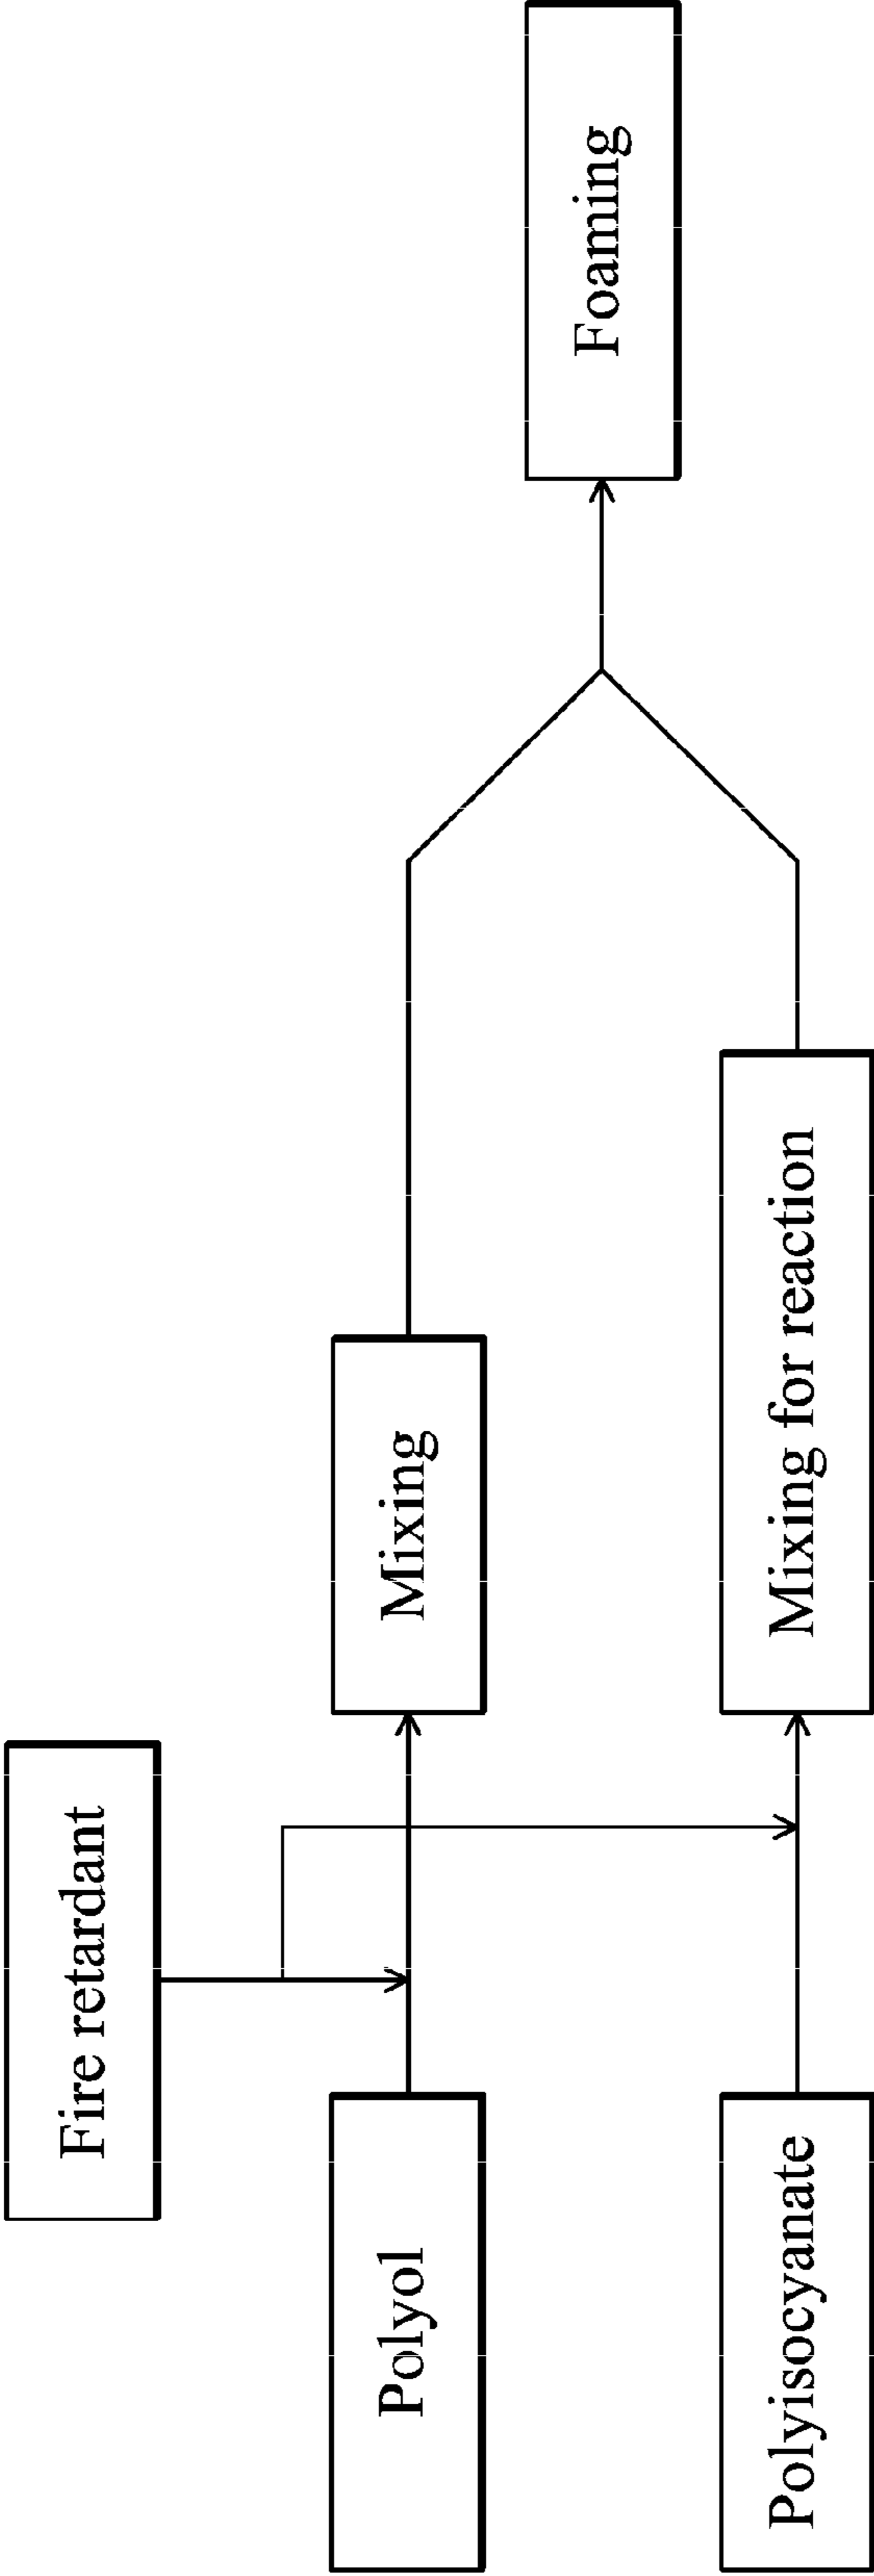 Fire retardant
Polyol
Mixing
Foaming
Polyisocyanate
Mixing for reaction